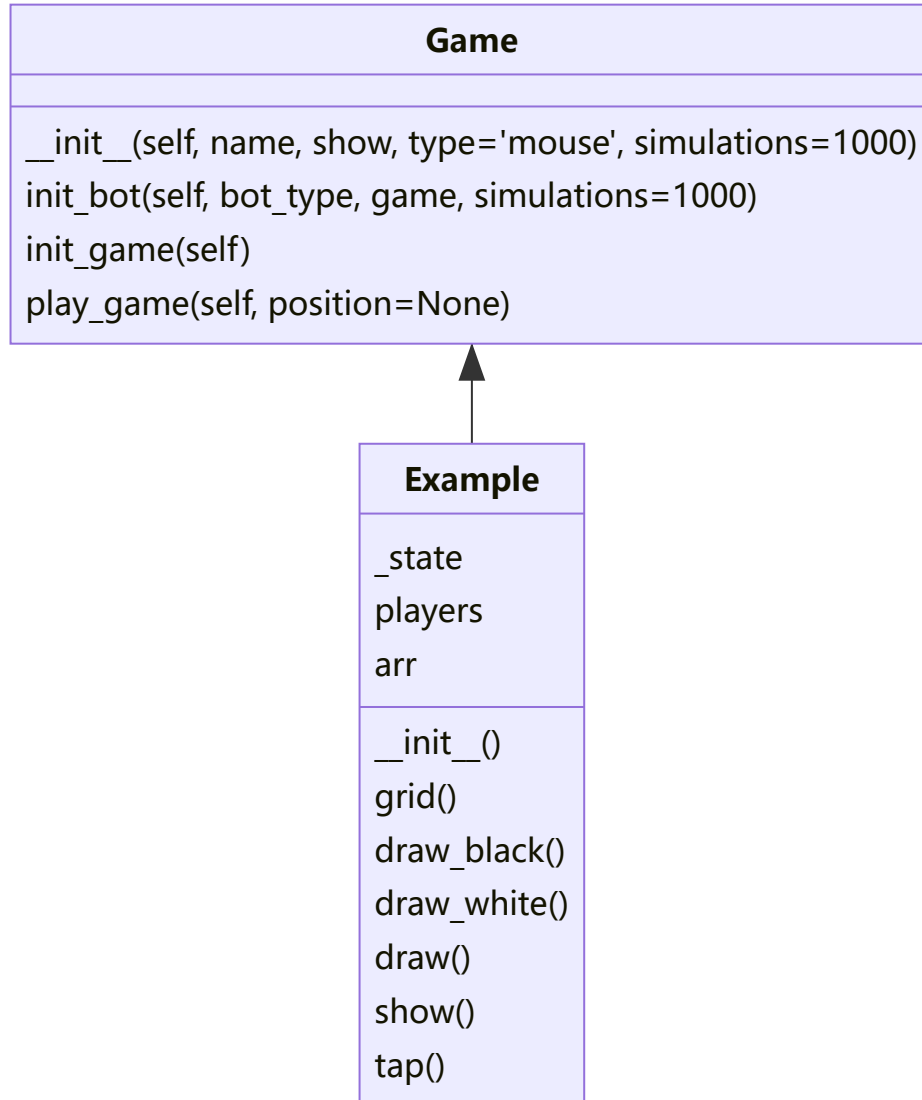 Game
__init__(self, name, show, type='mouse', simulations=1000)
init_bot(self, bot_type, game, simulations=1000)
init_game(self)
play_game(self, position=None)
Example
_state
players
arr
__init__()
grid()
draw_black()
draw_white()
draw()
show()
tap()